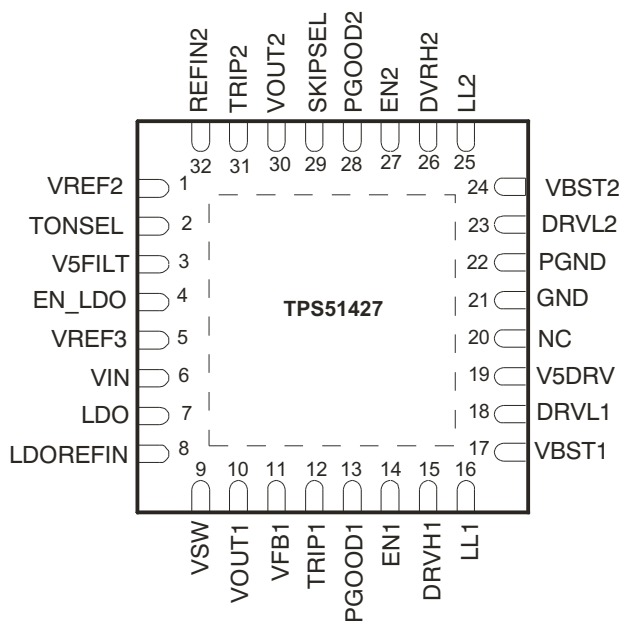 REFIN2
TRIP2
VOUT2
SKIPSEL
PGOOD2
EN2
DVRH2
LL2
32
31
30
29
28
27
26
25
VREF2 1
TONSEL 2
V5FILT 3
EN_LDO 4
VREF3 5
VIN 6
LDO 7
LDOREFIN 8
TPS51427
24 VBST2
23 DRVL2
22 PGND
21 GND
20 NC
19 V5DRV
18 DRVL1
17 VBST1
9
10
11
12
13
14
15
16
VSW
VOUT1
VFB1
TRIP1
PGOOD1
EN1
DRVH1
LL1